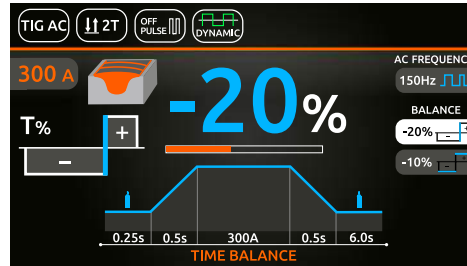 TIG AC
2T
OFF
PULSE
DYNAMIC
300 A
-20%
T%
+
-
AC FREQUENC
150Hz
BALANCE
-20%
-10%
0.25s 0.5s 300A 0.5s 6.0s
TIME BALANCE